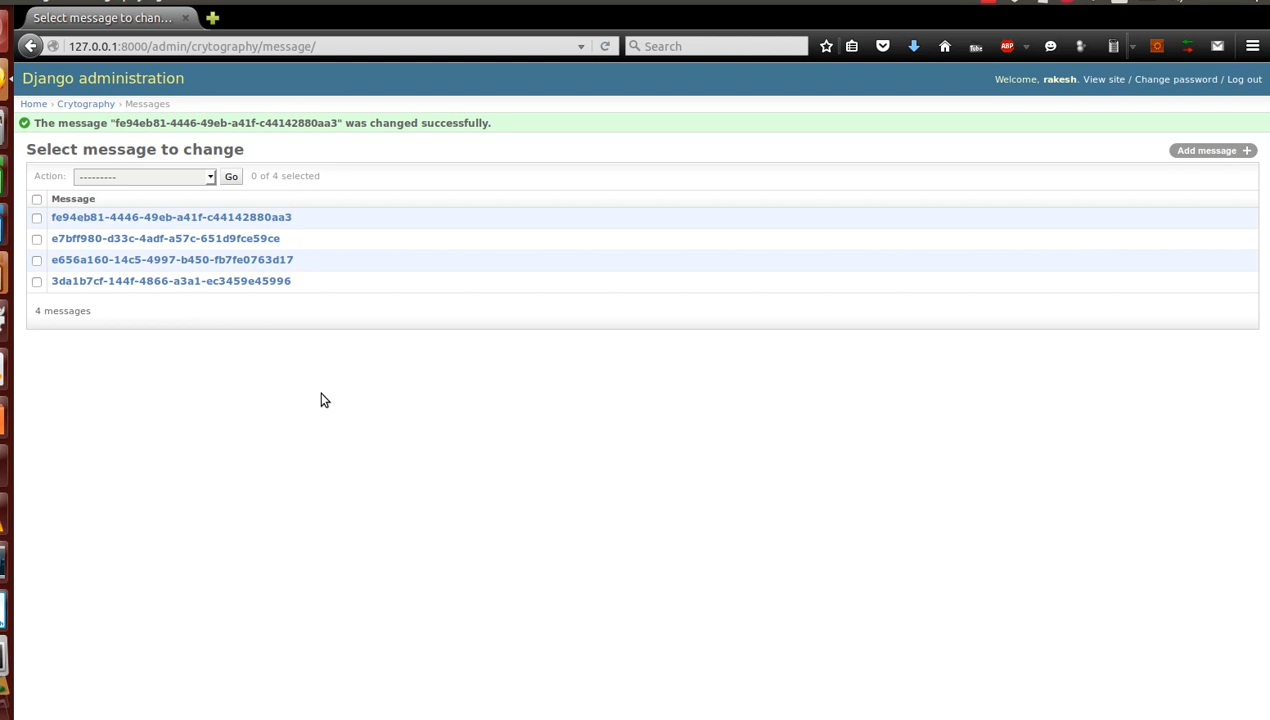 Select message to chan...
127.0.0.1:8000/admin/crytography/message/
Search
ABP
Django administration
Welcome, rakesh. View site / Change password / Log out
Home › Crytography › Messages
The message "fe94eb81-4446-49eb-a41f-c44142880aa3" was changed successfully.
Select message to change
Add message +
Action: --------- Go 0 of 4 selected
Message
fe94eb81-4446-49eb-a41f-c44142880aa3
e7bff980-d33c-4adf-a57c-651d9fce59ce
e656a160-14c5-4997-b450-fb7fe0763d17
3da1b7cf-144f-4866-a3a1-ec3459e45996
4 messages